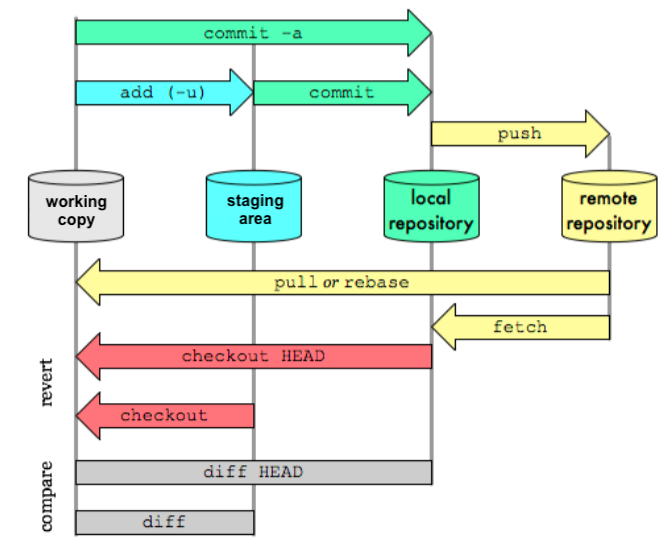 commit -a
add (-u)
commit
push
working
copy
staging
area
local
repository
remote
repository
pull or rebase
fetch
checkout HEAD
revert
checkout
diff HEAD
compare
diff